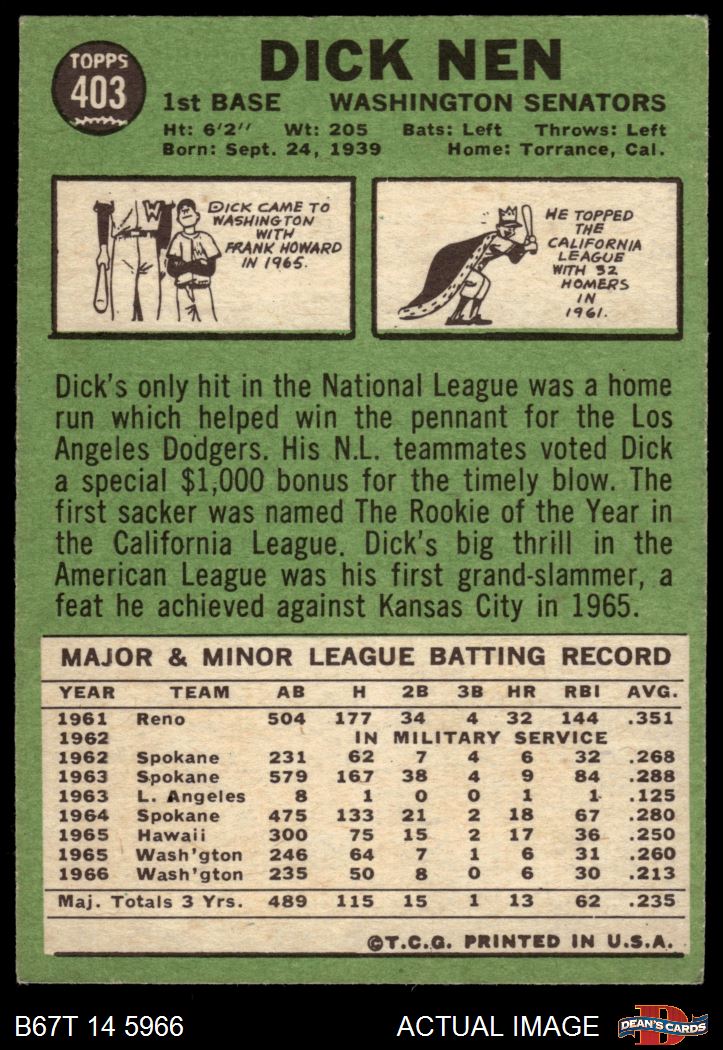 TOPPS
403
DICK NEN
1st BASE WASHINGTON SENATORS
Ht: 6'2'' Wt: 205 Bats: Left Throws: Left
Born: Sept. 24, 1939 Home: Torrance, Cal.
W
DICK CAME TO
WASHINGTON
WITH
FRANK HOWARD
IN 1965.
HE TOPPED
THE
CALIFORNIA
LEAGUE
WITH 32
HOMERS
IN
1961.
Dick's only hit in the National League was a home
run which helped win the pennant for the Los
Angeles Dodgers. His N.L. teammates voted Dick
a special $1,000 bonus for the timely blow. The
first sacker was named The Rookie of the Year in
the California League. Dick's big thrill in the
American League was his first grand-slammer, a
feat he achieved against Kansas City in 1965.
MAJOR & MINOR LEAGUE BATTING RECORD
YEAR TEAM AB H 2B 3B HR RBI AVG.
1961 Reno 504 177 34 4 32 144 .351
1962 IN MILITARY SERVICE
1962 Spokane 231 62 7 4 6 32 .268
1963 Spokane 579 167 38 4 9 84 .288
1963 L. Angeles 8 1 0 0 1 1 .125
1964 Spokane 475 133 21 2 18 67 .280
1965 Hawaii 300 75 15 2 17 36 .250
1965 Wash'gton 246 64 7 1 6 31 .260
1966 Wash'gton 235 50 8 0 6 30 .213
Maj. Totals 3 Yrs. 489 115 15 1 13 62 .235
©T.C.G. PRINTED IN U.S.A.
B67T 14 5966 ACTUAL IMAGE
D
DEAN'S CARDS